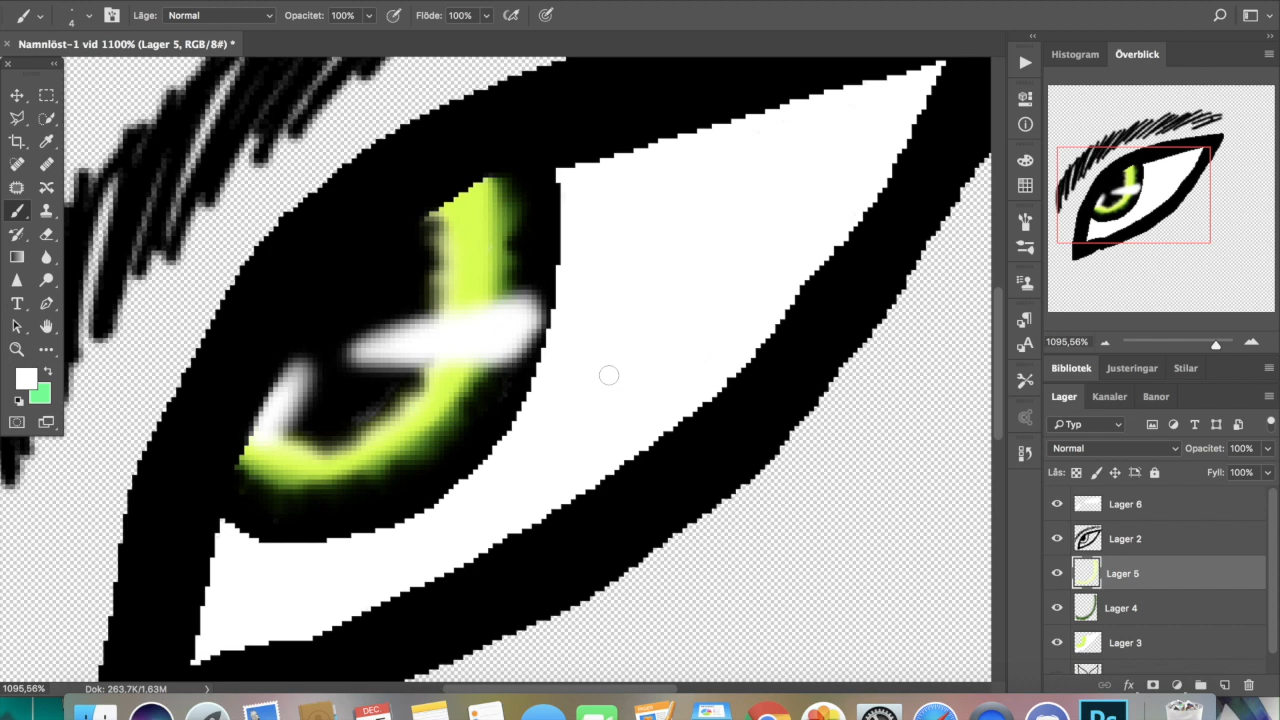 4 Läge: Normal Opacitet: 100% Flöde: 100%
Namnlöst-1 vid 1100% (Lager 5, RGB/8#) *
Histogram Överblick
1095,56%
Bibliotek Justeringar Stilar
Lager Kanaler Banor
Typ
Normal Opacitet: 100%
Lås: Fyll: 100%
Lager 6
Lager 2
Lager 5
Lager 4
Lager 3
1095,56% Dok: 263,7K/1,63M
DEC.
Ps